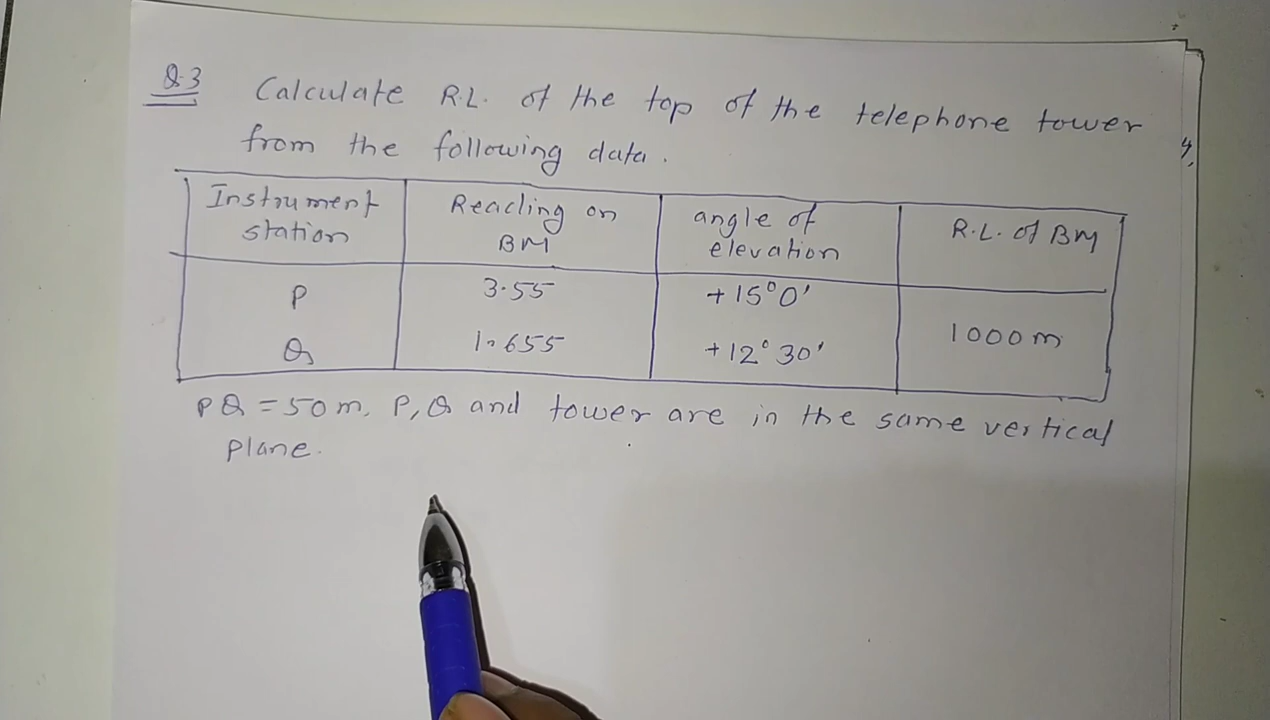 Q.3 Calculate R.L. of the top of the telephone tower
from the following data.
Instrument station | Reading on BM | angle of elevation | R.L. of BM
P | 3.55 | +15°0' | 1000m
Q | 1.655 | +12°30'
PQ = 50m, P, Q and tower are in the same vertical
plane.